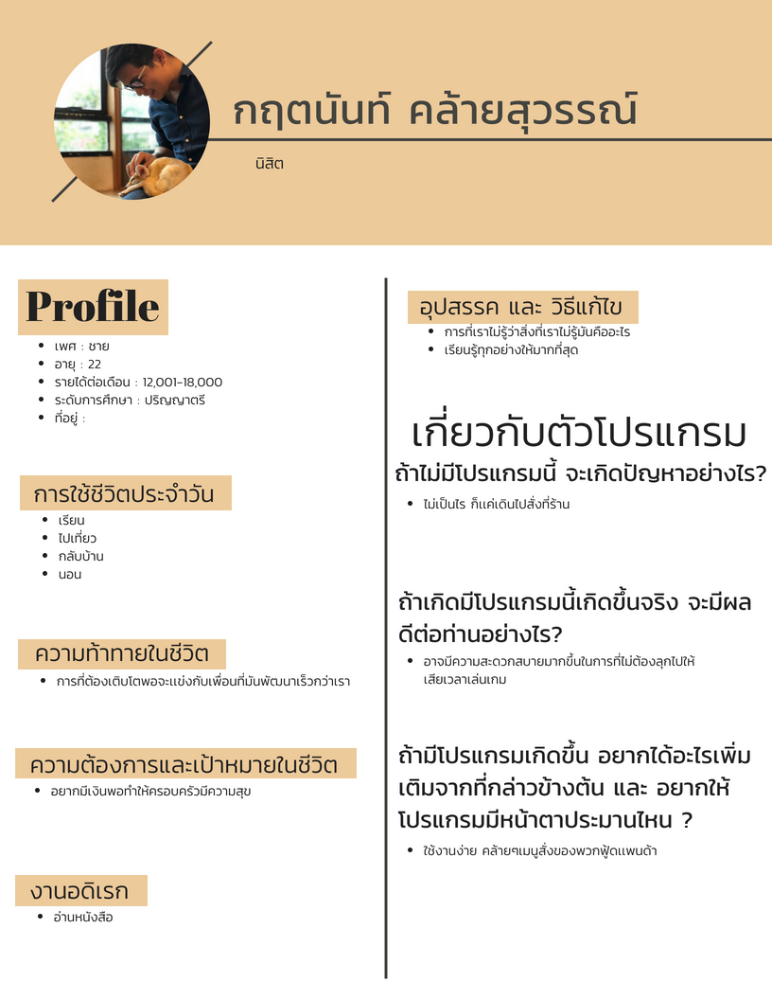 กฤตนันท์ คล้ายสุวรรณ์
นิสิต
Profile
เพศ : ชาย
อายุ : 22
รายได้ต่อเดือน : 12,001-18,000
ระดับการศึกษา : ปริญญาตรี
ที่อยู่ :
การใช้ชีวิตประจำวัน
เรียน
ไปเที่ยว
กลับบ้าน
นอน
ความท้าทายในชีวิต
การที่ต้องเติบโตพอจะแข่งกับเพื่อนที่มันพัฒนาเร็วกว่าเรา
ความต้องการและเป้าหมายในชีวิต
อยากมีเงินพอทำให้ครอบครัวมีความสุข
งานอดิเรก
อ่านหนังสือ
อุปสรรค และ วิธีแก้ไข
การที่เราไม่รู้ว่าสิ่งที่เราไม่รู้มันคืออะไร
เรียนรู้ทุกอย่างให้มากที่สุด
เกี่ยวกับตัวโปรแกรม
ถ้าไม่มีโปรแกรมนี้ จะเกิดปัญหาอย่างไร?
ไม่เป็นไร ก็แค่เดินไปสั่งที่ร้าน
ถ้าเกิดมีโปรแกรมนี้เกิดขึ้นจริง จะมีผล
ดีต่อท่านอย่างไร?
อาจมีความสะดวกสบายมากขึ้นในการที่ไม่ต้องลุกไปให้
เสียเวลาเล่นเกม
ถ้ามีโปรแกรมเกิดขึ้น อยากได้อะไรเพิ่ม
เติมจากที่กล่าวข้างต้น และ อยากให้
โปรแกรมมีหน้าตาประมานไหน ?
ใช้งานง่าย คล้ายๆเมนูสั่งของพวกฟู้ดแพนด้า